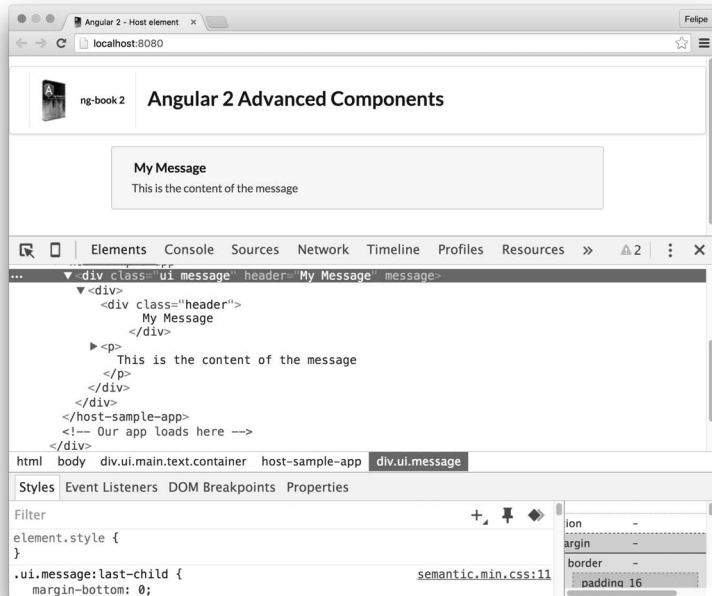 Angular 2 - Host element ×
Felipe
localhost:8080
ng-book 2
Angular 2 Advanced Components
My Message
This is the content of the message
Elements Console Sources Network Timeline Profiles Resources » 2
... ▼<div class="ui message" header="My Message" message>
▼<div>
<div class="header">
My Message
</div>
▶<p>
This is the content of the message
</p>
</div>
</div>
</host-sample-app>
<!-- Our app loads here -->
</div>
html body div.ui.main.text.container host-sample-app div.ui.message
Styles Event Listeners DOM Breakpoints Properties
Filter
element.style {
}
.ui.message:last-child { semantic.min.css:11
margin-bottom: 0;
ion -
argin -
border -
padding 16